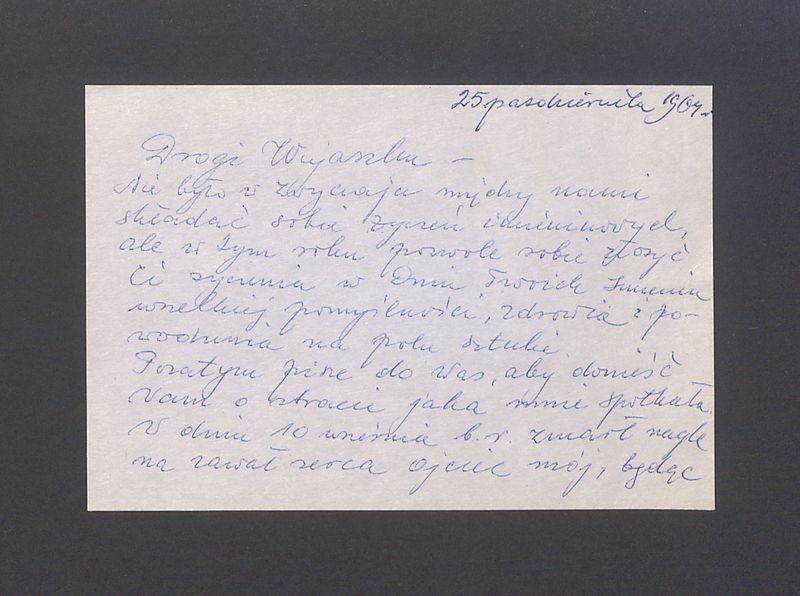 25 października 1964 r.
Drogi Wujaszku –
Nie było w zwyczaju między nami
składać sobie życzeń imieninowych,
ale w tym roku pozwolę sobie złożyć
Ci życzenia w Dniu Twoich Imienin
wszelkiej pomyślności, zdrowia i po-
wodzenia na polu sztuki.
Pozatym piszę do Was, aby donieść
Wam o stracie jaka mnie spotkała.
W dniu 10 września b.r. zmarł nagle
na zawał serca Ojciec mój, będąc